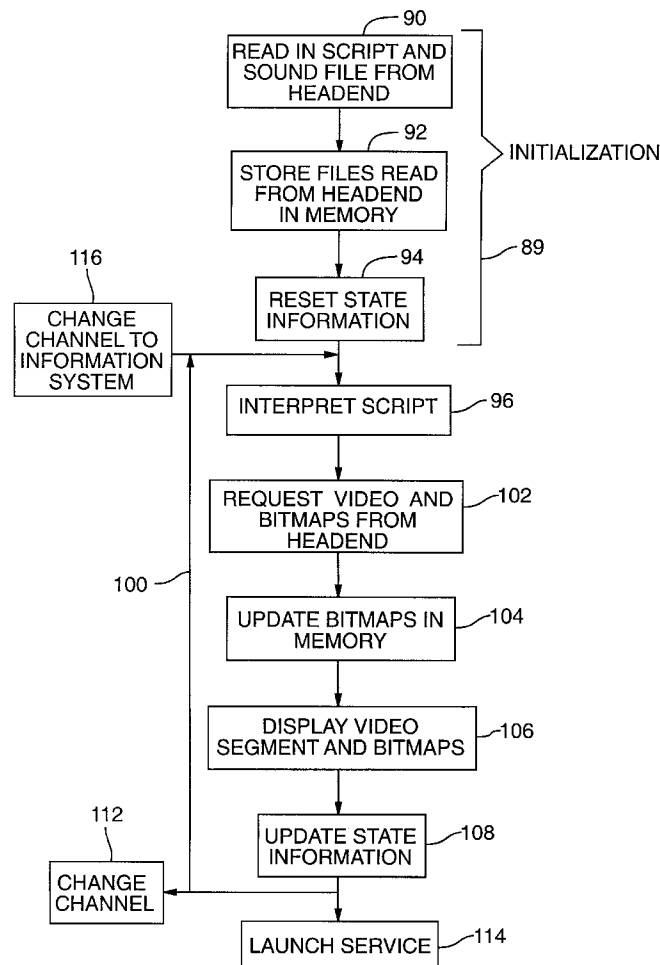 90
READ IN SCRIPT AND
SOUND FILE FROM
HEADEND
92
STORE FILES READ
FROM HEADEND
IN MEMORY
INITIALIZATION
89
94
RESET STATE
INFORMATION
116
CHANGE
CHANNEL TO
INFORMATION
SYSTEM
INTERPRET SCRIPT
96
REQUEST VIDEO AND
BITMAPS FROM
HEADEND
102
100
UPDATE BITMAPS IN
MEMORY
104
DISPLAY VIDEO
SEGMENT AND BITMAPS
106
UPDATE STATE
INFORMATION
108
112
CHANGE
CHANNEL
LAUNCH SERVICE
114